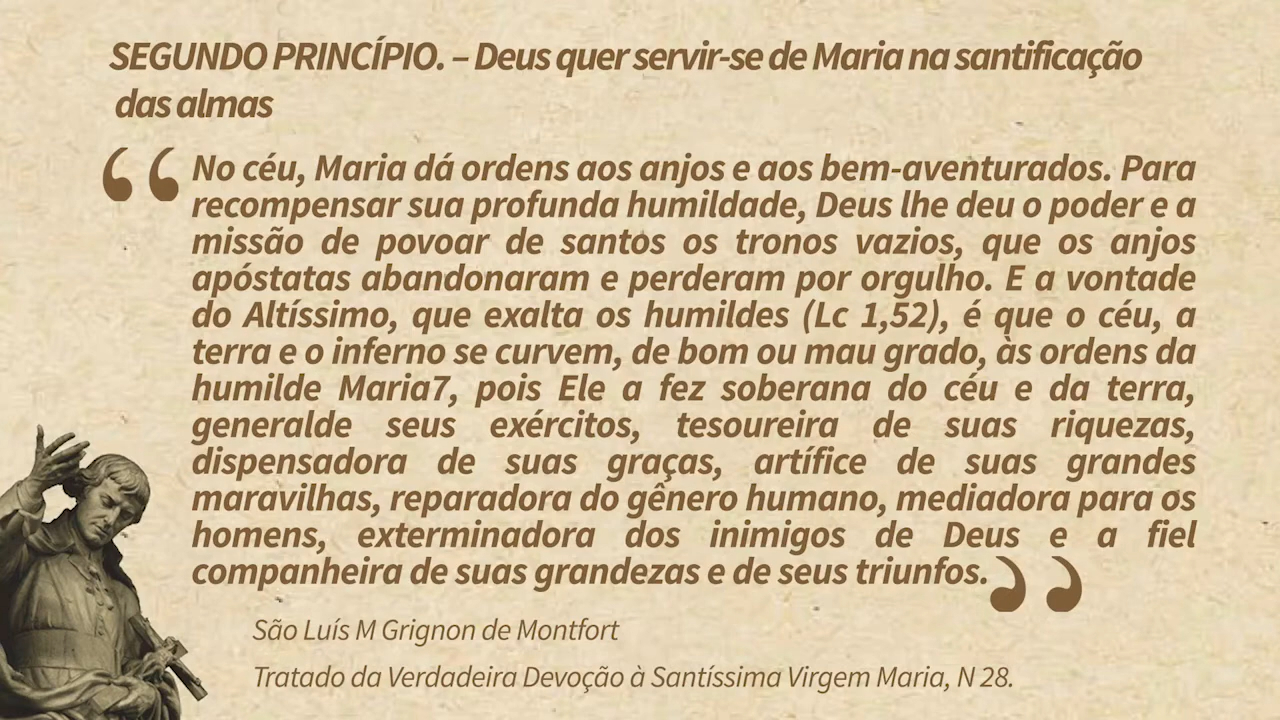 SEGUNDO PRINCÍPIO. – Deus quer servir-se de Maria na santificação
das almas
“No céu, Maria dá ordens aos anjos e aos bem-aventurados. Para
recompensar sua profunda humildade, Deus lhe deu o poder e a
missão de povoar de santos os tronos vazios, que os anjos
apóstatas abandonaram e perderam por orgulho. E a vontade
do Altíssimo, que exalta os humildes (Lc 1,52), é que o céu, a
terra e o inferno se curvem, de bom ou mau grado, às ordens da
humilde Maria7, pois Ele a fez soberana do céu e da terra,
generalde seus exércitos, tesoureira de suas riquezas,
dispensadora de suas graças, artífice de suas grandes
maravilhas, reparadora do gênero humano, mediadora para os
homens, exterminadora dos inimigos de Deus e a fiel
companheira de suas grandezas e de seus triunfos.”
São Luís M Grignon de Montfort
Tratado da Verdadeira Devoção à Santíssima Virgem Maria, N 28.